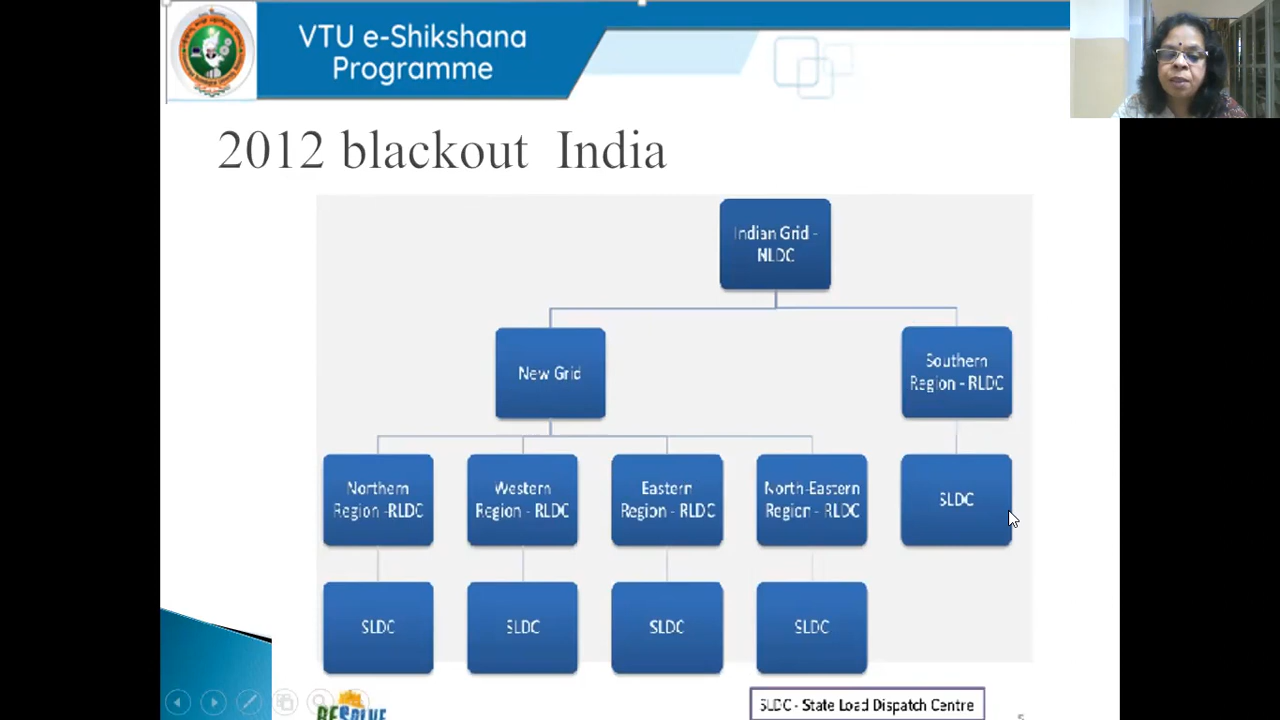 VTU e-Shikshana
Programme
2012 blackout India
Indian Grid -
NLDC
New Grid
Southern
Region - RLDC
Northern
Region -RLDC
Western
Region - RLDC
Eastern
Region - RLDC
North-Eastern
Region - RLDC
SLDC
SLDC
SLDC
SLDC
SLDC
SLDC - State Load Dispatch Centre
5